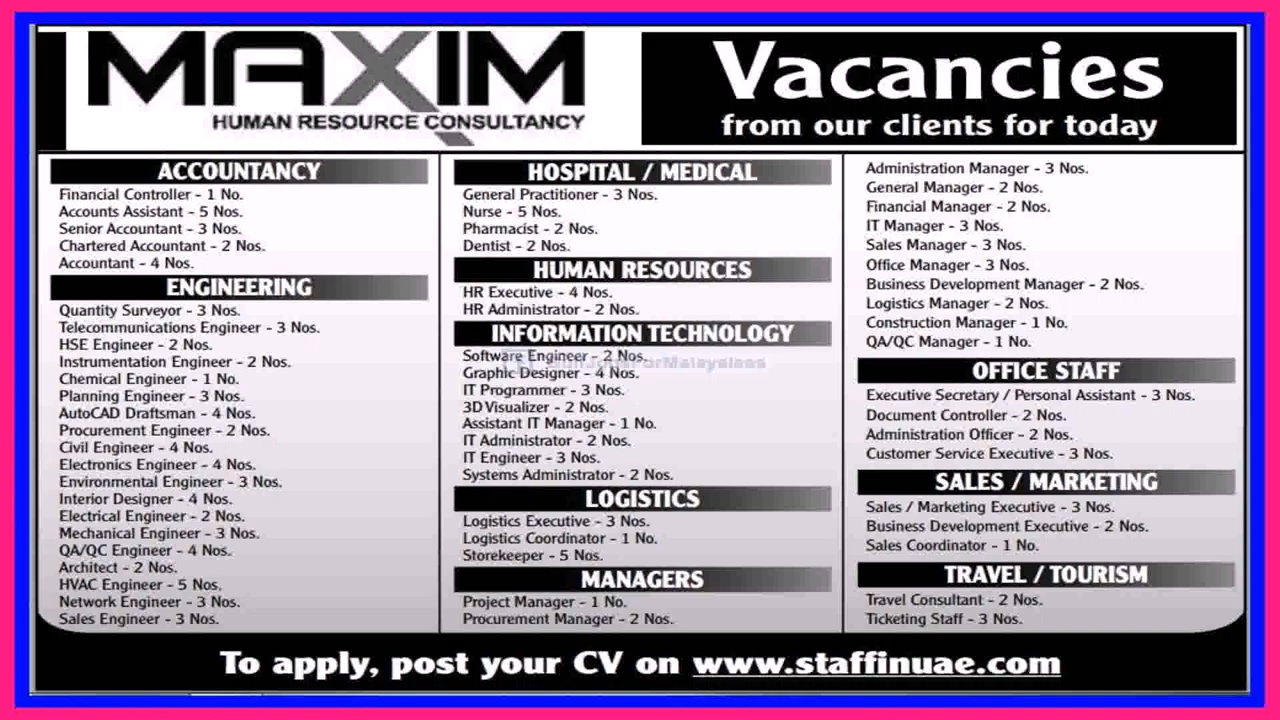 MAXIM
HUMAN RESOURCE CONSULTANCY
Vacancies
from our clients for today
ACCOUNTANCY
Financial Controller - 1 No.
Accounts Assistant - 5 Nos.
Senior Accountant - 3 Nos.
Chartered Accountant - 2 Nos.
Accountant - 4 Nos.
ENGINEERING
Quantity Surveyor - 3 Nos.
Telecommunications Engineer - 3 Nos.
HSE Engineer - 2 Nos.
Instrumentation Engineer - 2 Nos.
Chemical Engineer - 1 No.
Planning Engineer - 3 Nos.
AutoCAD Draftsman - 4 Nos.
Procurement Engineer - 2 Nos.
Civil Engineer - 4 Nos.
Electronics Engineer - 4 Nos.
Environmental Engineer - 3 Nos.
Interior Designer - 4 Nos.
Electrical Engineer - 2 Nos.
Mechanical Engineer - 3 Nos.
QA/QC Engineer - 4 Nos.
Architect - 2 Nos.
HVAC Engineer - 5 Nos.
Network Engineer - 3 Nos.
Sales Engineer - 3 Nos.
HOSPITAL / MEDICAL
General Practitioner - 3 Nos.
Nurse - 5 Nos.
Pharmacist - 2 Nos.
Dentist - 2 Nos.
HUMAN RESOURCES
HR Executive - 4 Nos.
HR Administrator - 2 Nos.
INFORMATION TECHNOLOGY
Software Engineer - 2 Nos.
Graphic Designer - 4 Nos.
IT Programmer - 3 Nos.
3D Visualizer - 2 Nos.
Assistant IT Manager - 1 No.
IT Administrator - 2 Nos.
IT Engineer - 3 Nos.
Systems Administrator - 2 Nos.
LOGISTICS
Logistics Executive - 3 Nos.
Logistics Coordinator - 1 No.
Storekeeper - 5 Nos.
MANAGERS
Project Manager - 1 No.
Procurement Manager - 2 Nos.
Administration Manager - 3 Nos.
General Manager - 2 Nos.
Financial Manager - 2 Nos.
IT Manager - 3 Nos.
Sales Manager - 3 Nos.
Office Manager - 3 Nos.
Business Development Manager - 2 Nos.
Logistics Manager - 2 Nos.
Construction Manager - 1 No.
QA/QC Manager - 1 No.
OFFICE STAFF
Executive Secretary / Personal Assistant - 3 Nos.
Document Controller - 2 Nos.
Administration Officer - 2 Nos.
Customer Service Executive - 3 Nos.
SALES / MARKETING
Sales / Marketing Executive - 3 Nos.
Business Development Executive - 2 Nos.
Sales Coordinator - 1 No.
TRAVEL / TOURISM
Travel Consultant - 2 Nos.
Ticketing Staff - 3 Nos.
To apply, post your CV on www.staffinuae.com